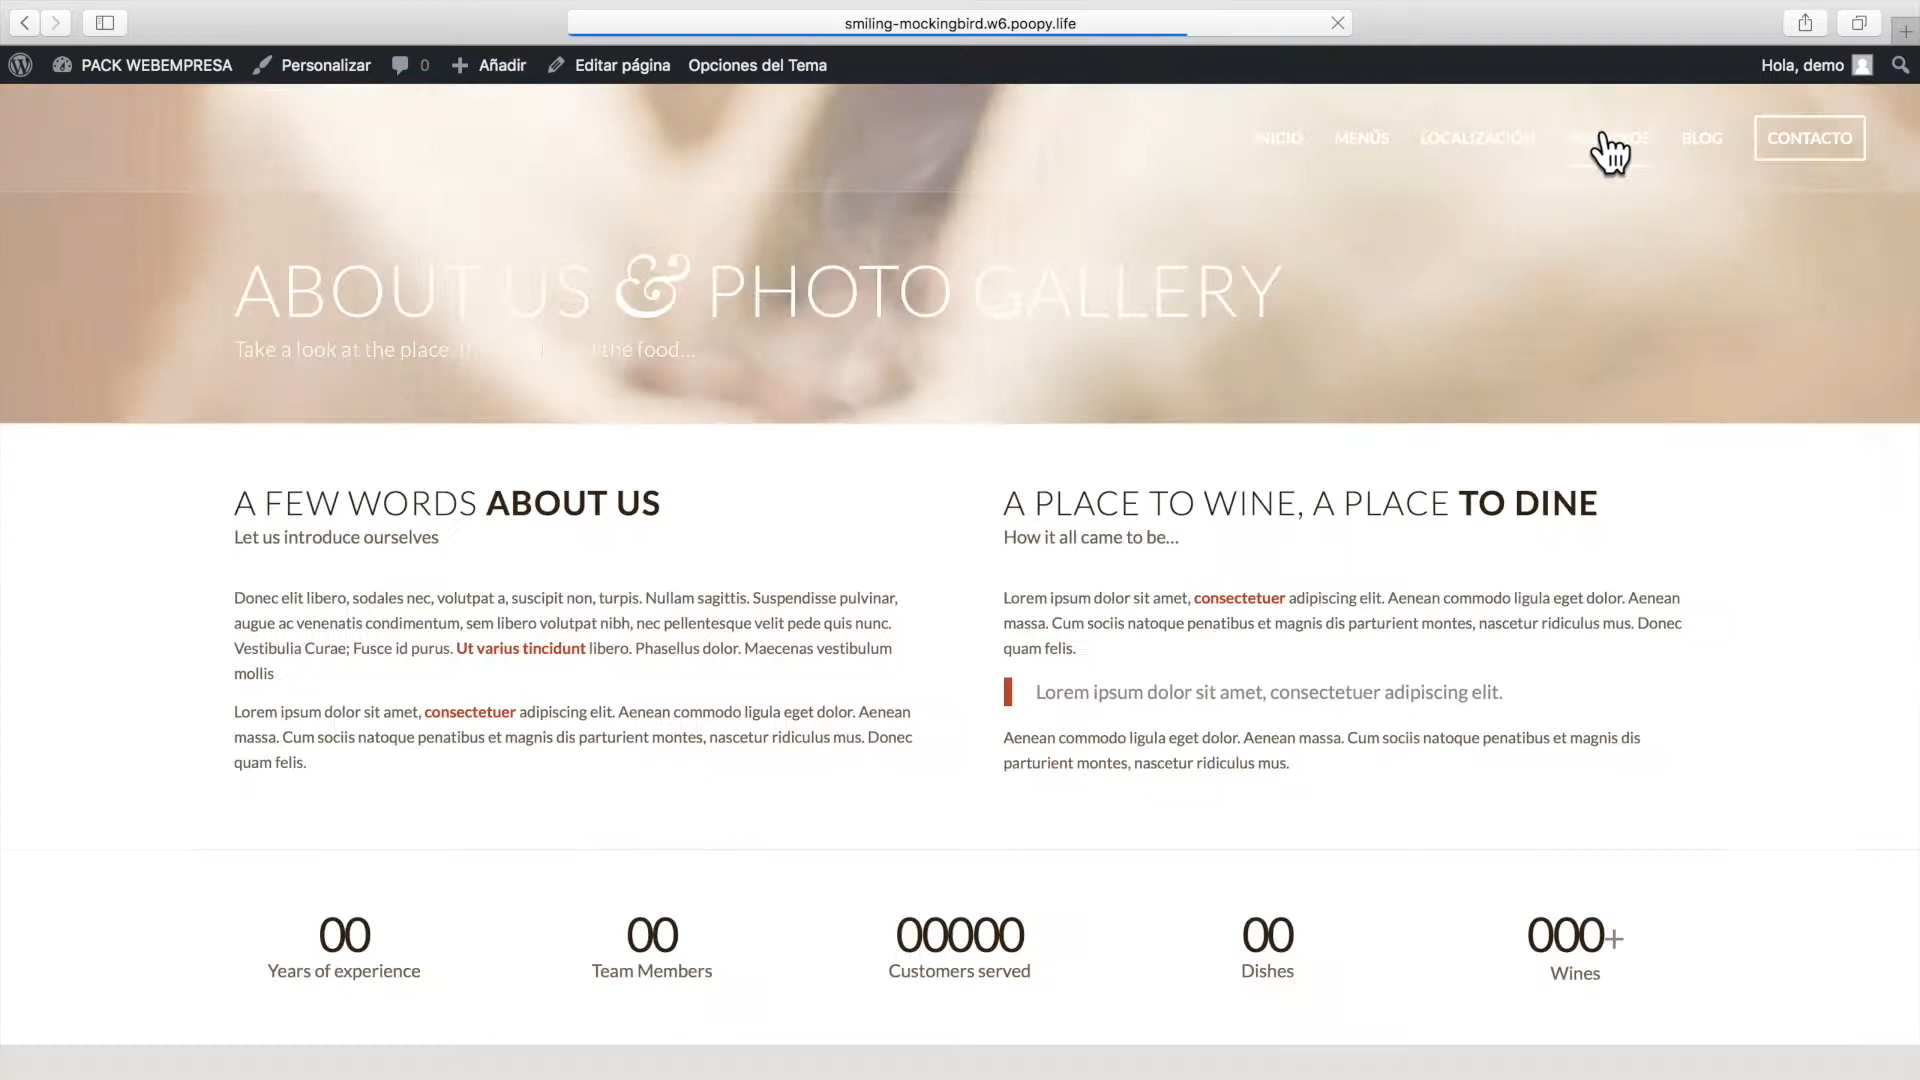 smiling-mockingbird.w6.poopy.life
PACK WEBEMPRESA
Personalizar
0
Añadir
Editar página
Opciones del Tema
Hola, demo
INICIO
MENÚS
LOCALIZACIÓN
BLOG
CONTACTO
ABOUT US & PHOTO GALLERY
Take a look at the place, the food...
A FEW WORDS ABOUT US
Let us introduce ourselves
Donec elit libero, sodales nec, volutpat a, suscipit non, turpis. Nullam sagittis. Suspendisse pulvinar,
augue ac venenatis condimentum, sem libero volutpat nibh, nec pellentesque velit pede quis nunc.
Vestibulia Curae; Fusce id purus. Ut varius tincidunt libero. Phasellus dolor. Maecenas vestibulum
mollis
Lorem ipsum dolor sit amet, consectetuer adipiscing elit. Aenean commodo ligula eget dolor. Aenean
massa. Cum sociis natoque penatibus et magnis dis parturient montes, nascetur ridiculus mus. Donec
quam felis.
A PLACE TO WINE, A PLACE TO DINE
How it all came to be...
Lorem ipsum dolor sit amet, consectetuer adipiscing elit. Aenean commodo ligula eget dolor. Aenean
massa. Cum sociis natoque penatibus et magnis dis parturient montes, nascetur ridiculus mus. Donec
quam felis.
Lorem ipsum dolor sit amet, consectetuer adipiscing elit.
Aenean commodo ligula eget dolor. Aenean massa. Cum sociis natoque penatibus et magnis dis
parturient montes, nascetur ridiculus mus.
00
Years of experience
00
Team Members
00000
Customers served
00
Dishes
000+
Wines